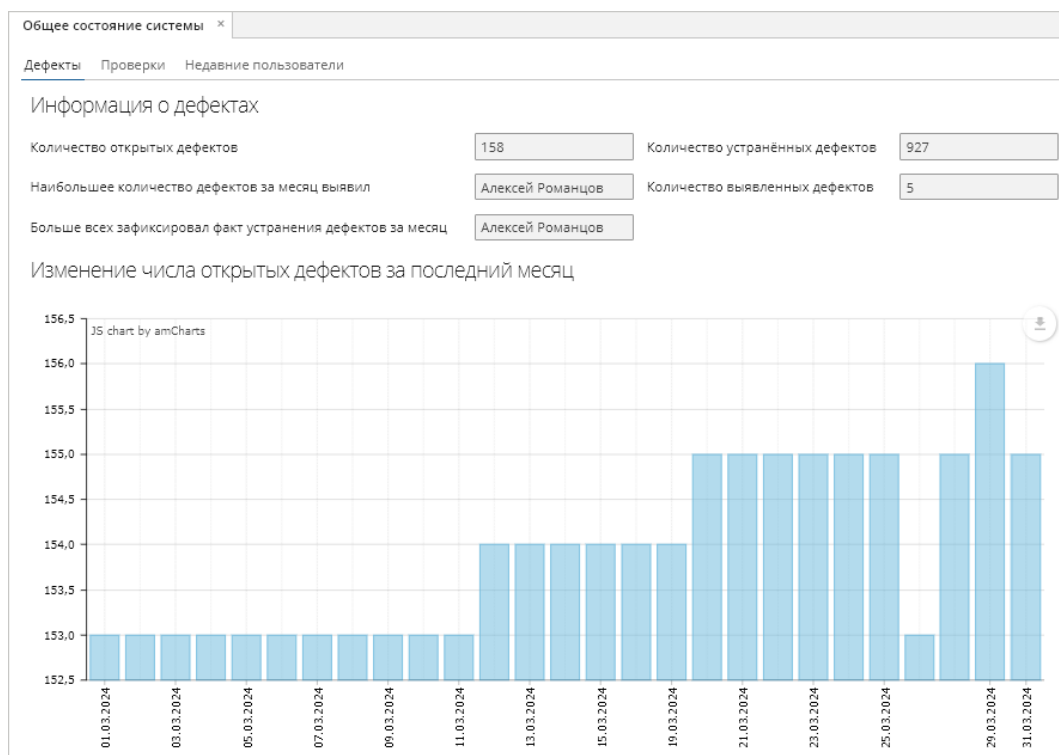 Общее состояние системы ×
Дефекты Проверки Недавние пользователи
Информация о дефектах
Количество открытых дефектов 158 Количество устранённых дефектов 927
Наибольшее количество дефектов за месяц выявил Алексей Романцов Количество выявленных дефектов 5
Больше всех зафиксировал факт устранения дефектов за месяц Алексей Романцов
Изменение числа открытых дефектов за последний месяц
156,5
JS chart by amCharts
156,0
155,5
155,0
154,5
154,0
153,5
153,0
152,5
01.03.2024
03.03.2024
05.03.2024
07.03.2024
09.03.2024
11.03.2024
13.03.2024
15.03.2024
19.03.2024
21.03.2024
23.03.2024
25.03.2024
29.03.2024
31.03.2024